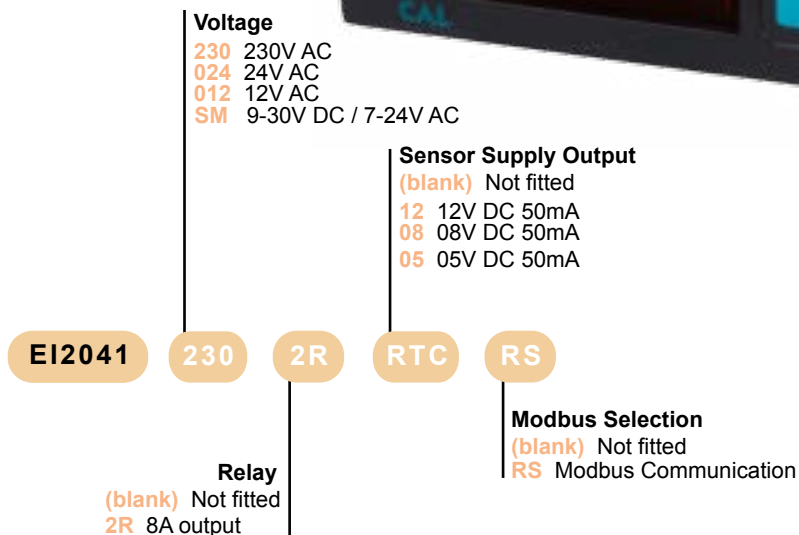 CAL
Voltage
230 230V AC
024 24V AC
012 12V AC
SM 9-30V DC / 7-24V AC
Sensor Supply Output
(blank) Not fitted
12 12V DC 50mA
08 08V DC 50mA
05 05V DC 50mA
EI2041 230 2R RTC RS
Modbus Selection
(blank) Not fitted
RS Modbus Communication
Relay
(blank) Not fitted
2R 8A output